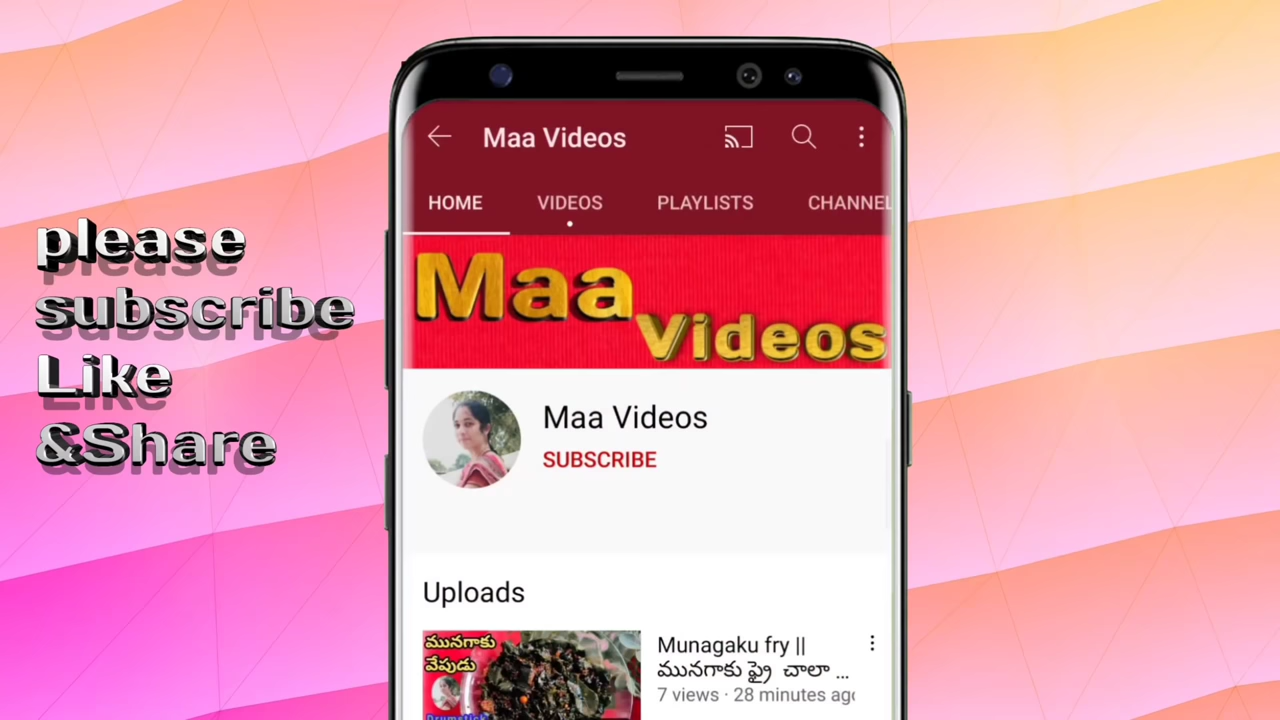 please
subscribe
Like
&Share
Maa Videos
HOME VIDEOS PLAYLISTS CHANNEL
Maa
Videos
Maa Videos
SUBSCRIBE
Uploads
మునగాకు
వేపుడు
Drumstick
Munagaku fry ||
మునగాకు ఫ్రై చాలా ...
7 views · 28 minutes ago